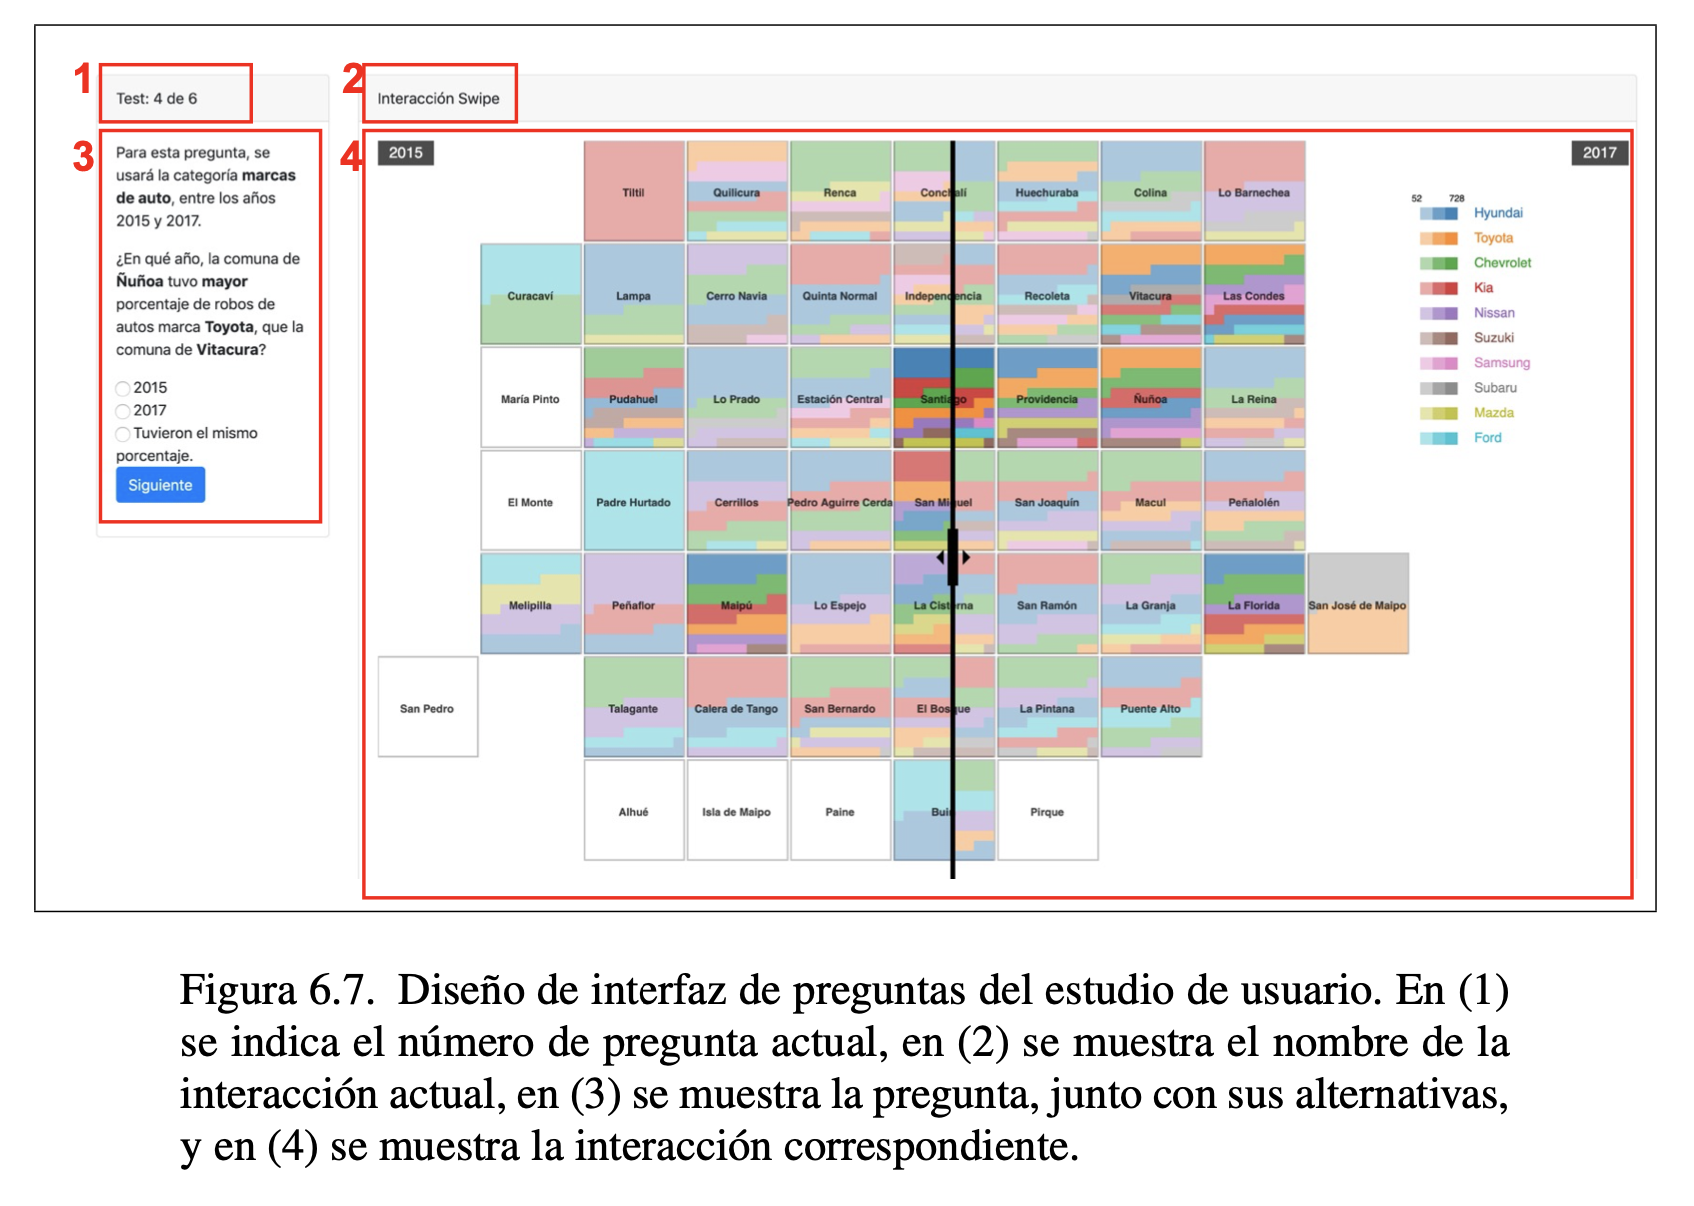 1
Test: 4 de 6
2
Interacción Swipe
3
Para esta pregunta, se
usará la categoría marcas
de auto, entre los años
2015 y 2017.
¿En qué año, la comuna de
Ñuñoa tuvo mayor
porcentaje de robos de
autos marca Toyota, que la
comuna de Vitacura?
2015
2017
Tuvieron el mismo
porcentaje.
Siguiente
4
2015
2017
Tiltil
Quilicura
Renca
Conchalí
Huechuraba
Colina
Lo Barnechea
Curacaví
Lampa
Cerro Navia
Quinta Normal
Independencia
Recoleta
Vitacura
Las Condes
María Pinto
Pudahuel
Lo Prado
Estación Central
Santiago
Providencia
Ñuñoa
La Reina
El Monte
Padre Hurtado
Cerrillos
Pedro Aguirre Cerda
San Miguel
San Joaquín
Macul
Peñalolén
Melipilla
Peñaflor
Maipú
Lo Espejo
La Cisterna
San Ramón
La Granja
La Florida
San José de Maipo
San Pedro
Talagante
Calera de Tango
San Bernardo
El Bosque
La Pintana
Puente Alto
Alhué
Isla de Maipo
Paine
Buin
Pirque
52 728
Hyundai
Toyota
Chevrolet
Kia
Nissan
Suzuki
Samsung
Subaru
Mazda
Ford
Figura 6.7. Diseño de interfaz de preguntas del estudio de usuario. En (1)
se indica el número de pregunta actual, en (2) se muestra el nombre de la
interacción actual, en (3) se muestra la pregunta, junto con sus alternativas,
y en (4) se muestra la interacción correspondiente.